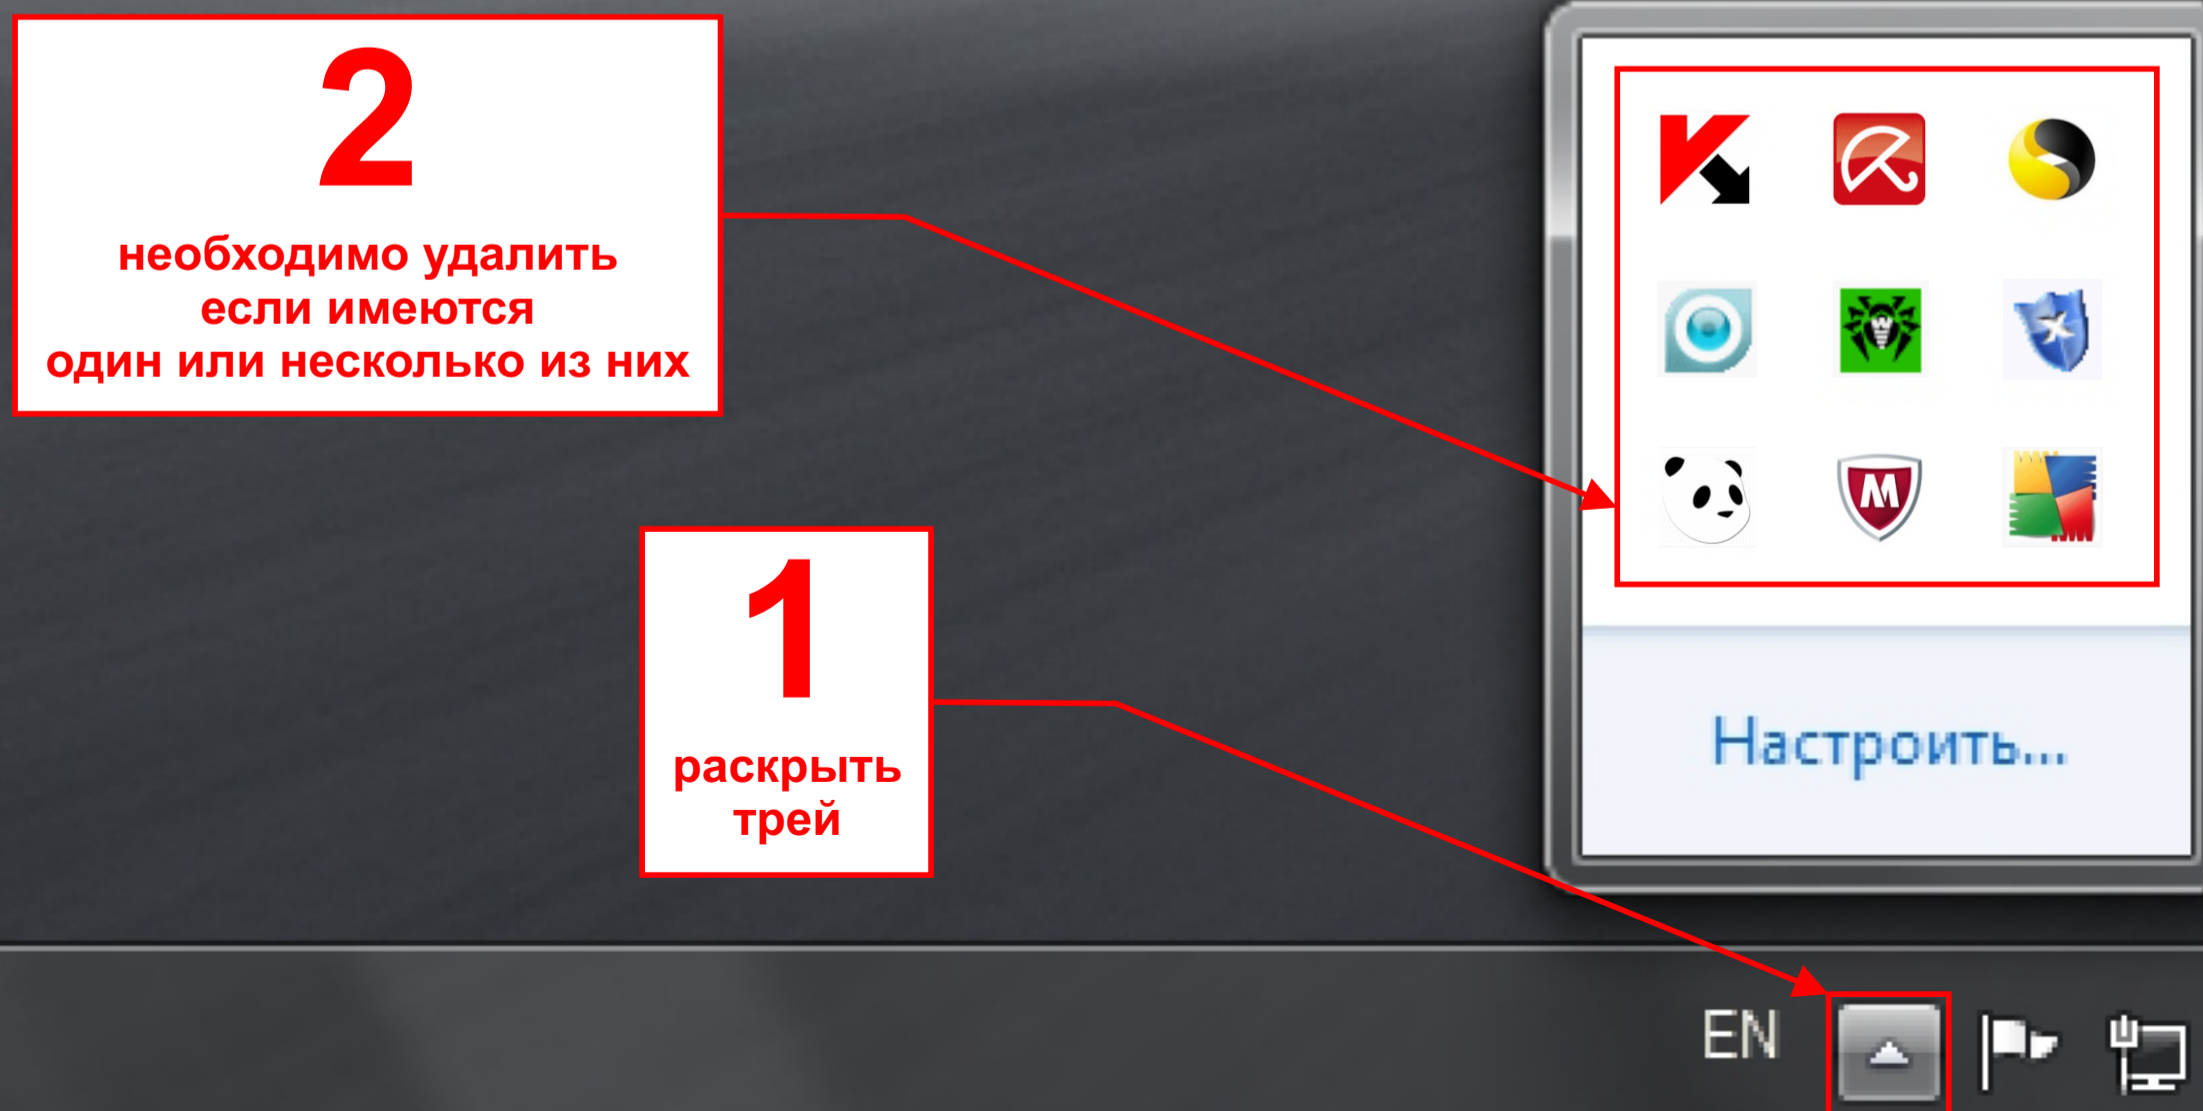 2
необходимо удалить
если имеются
один или несколько из них
1
раскрыть
трей
Настроить...
EN